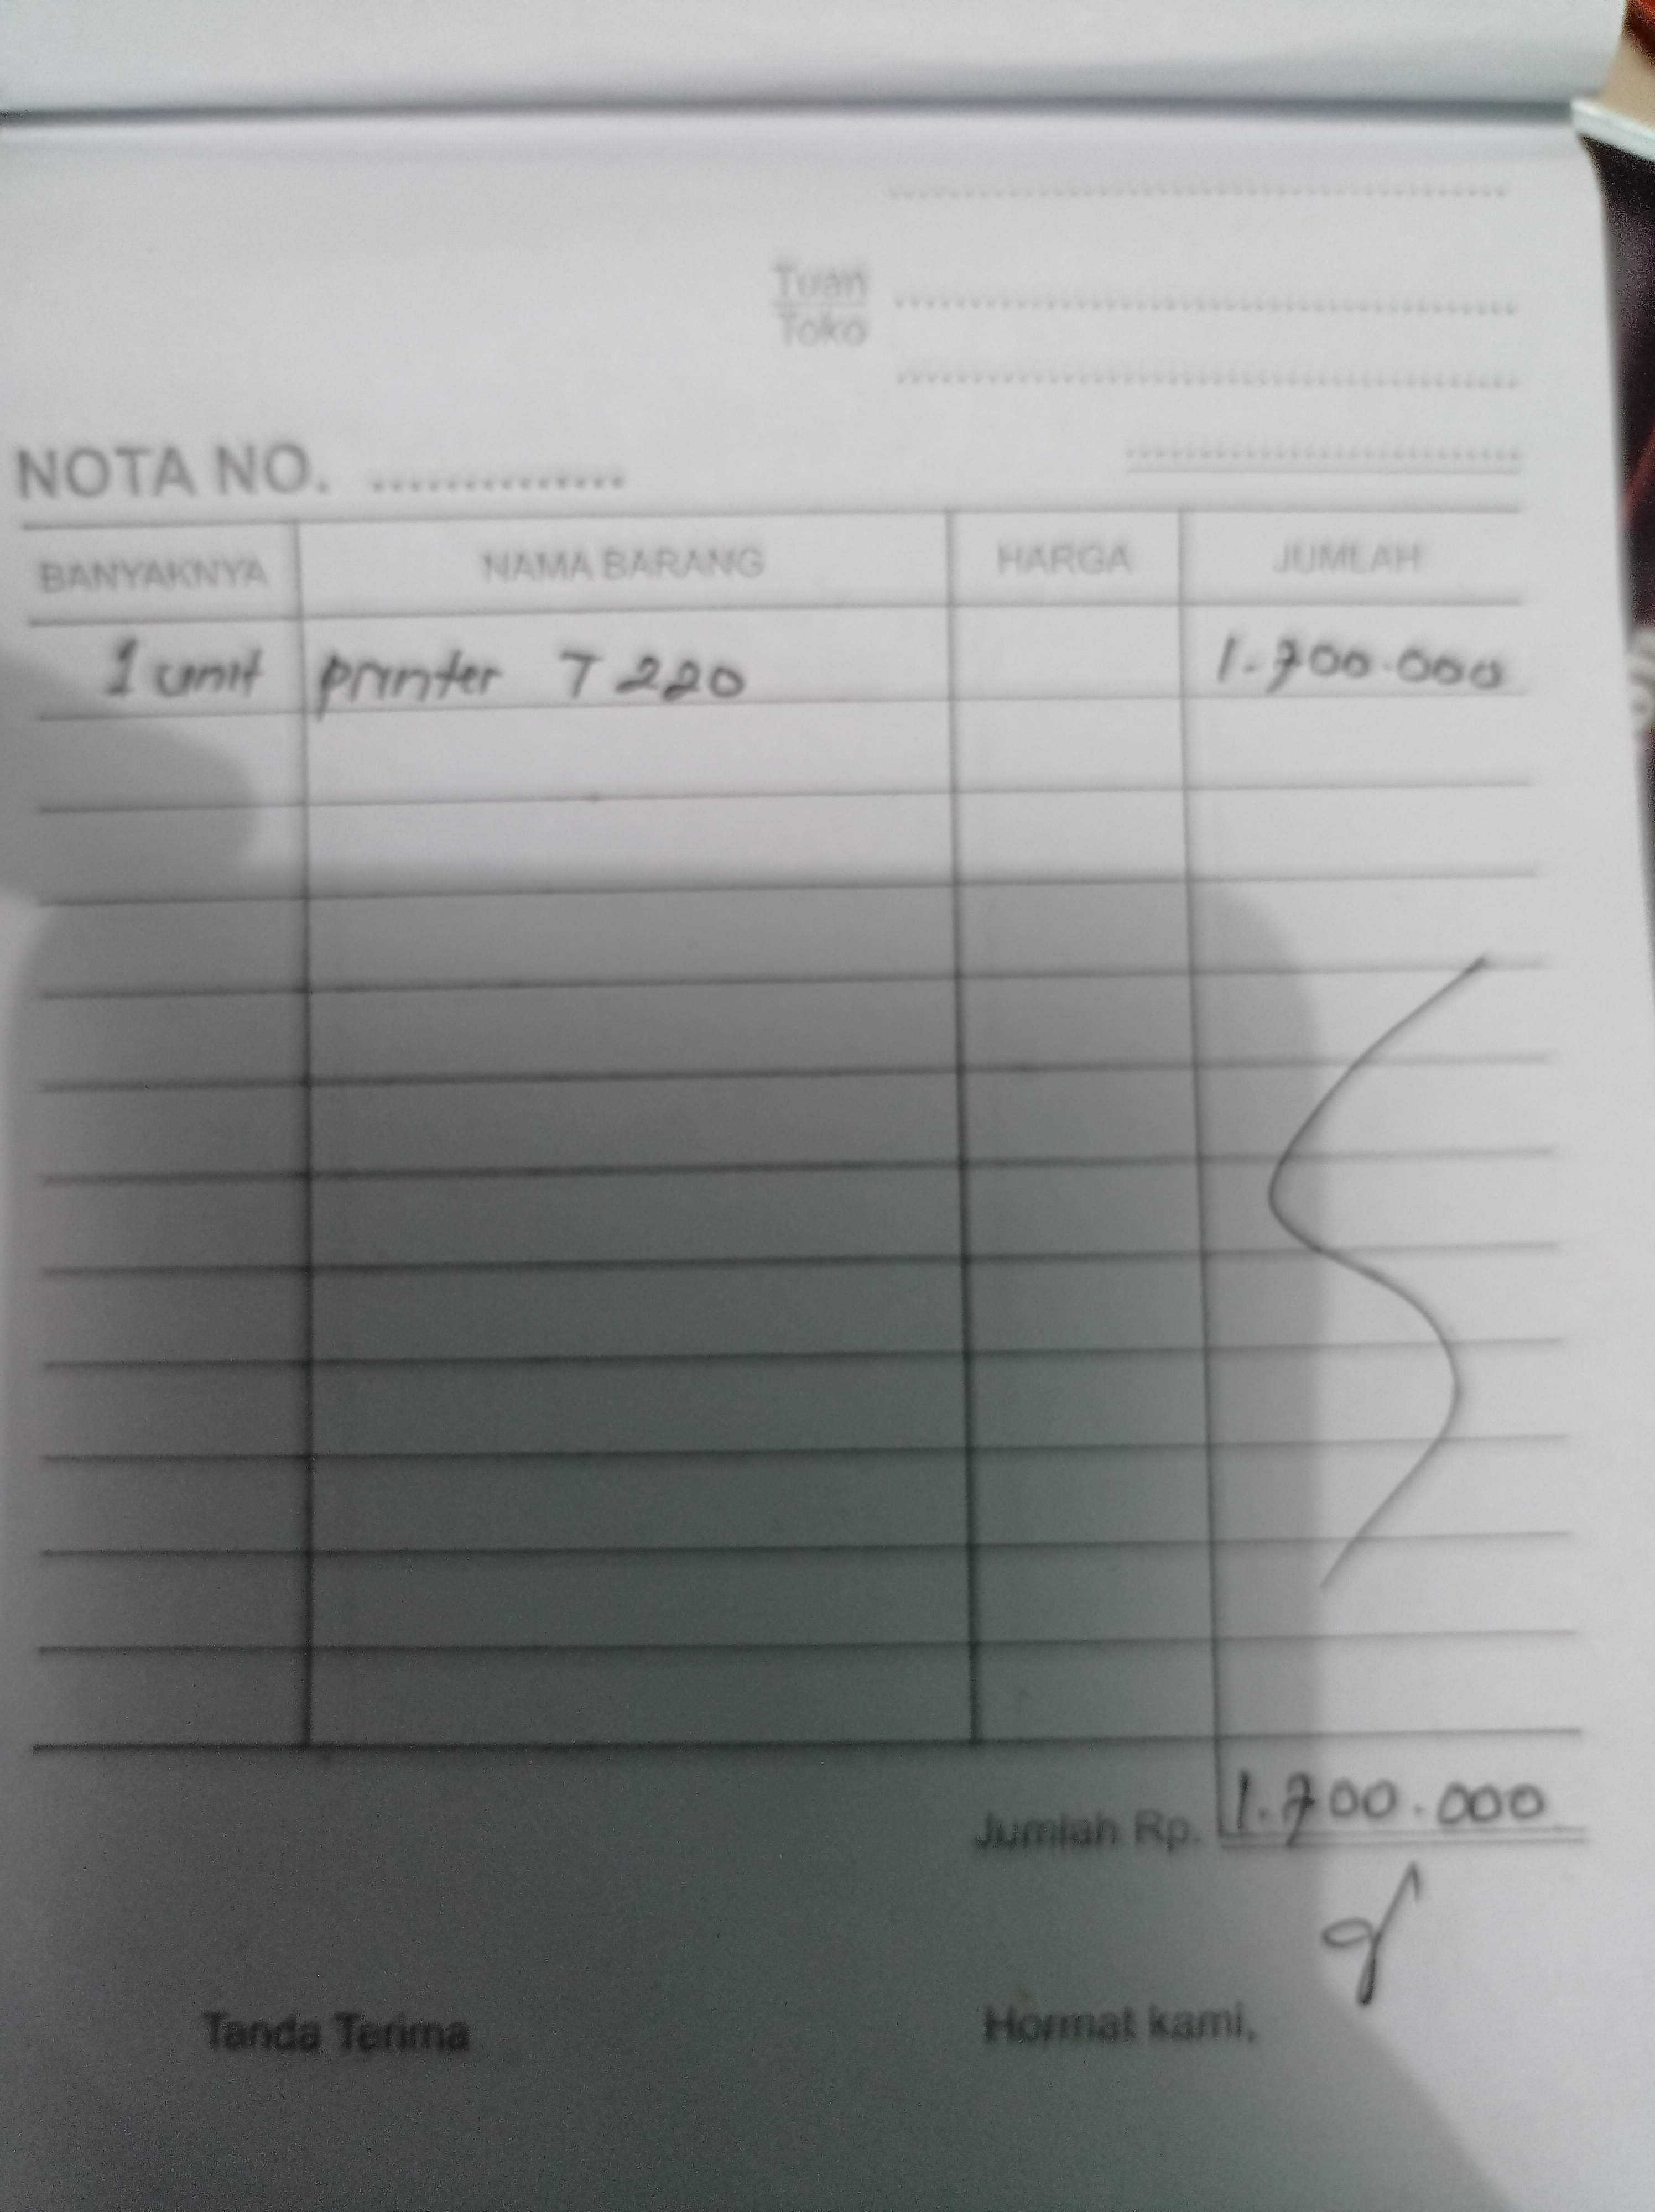 Tuan
Toko
NOTA NO. ..............
BANYAKNYA NAMA BARANG HARGA JUMLAH
1 unit printer T 220 1.700.000
Jumlah Rp. 1.700.000
Tanda Terima Hormat kami,